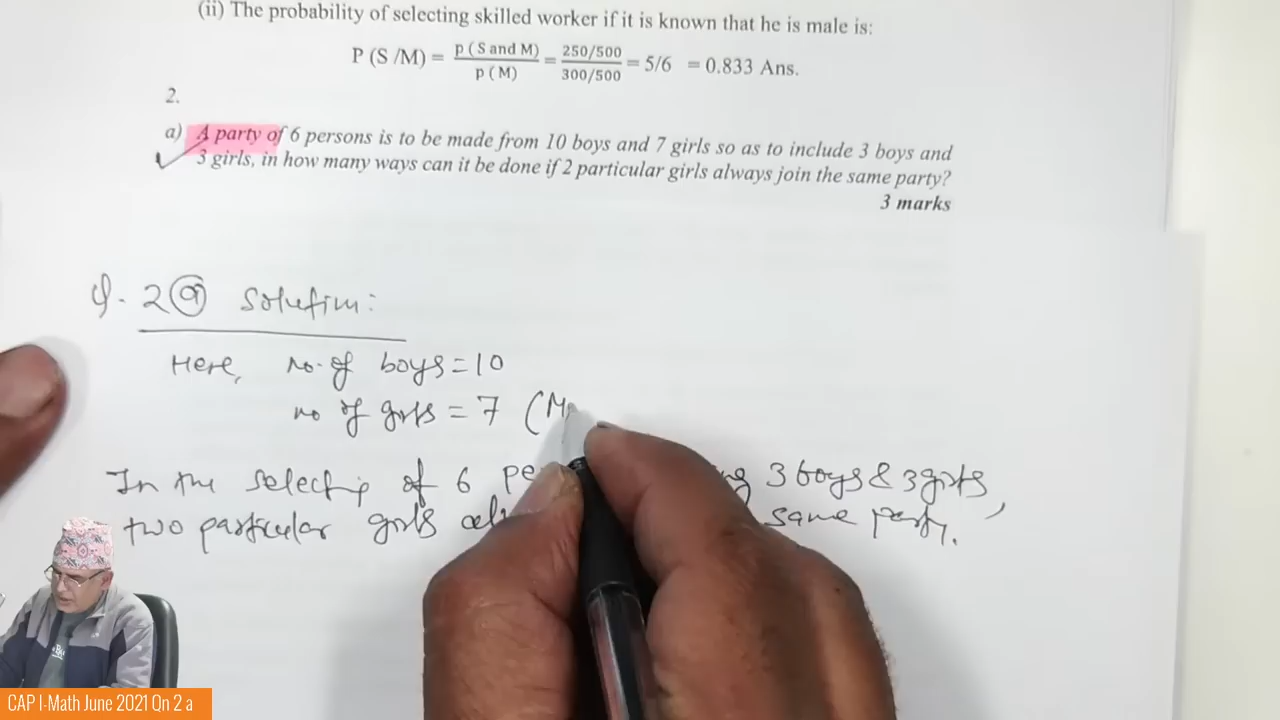 (ii) The probability of selecting skilled worker if it is known that he is male is:
P (S /M) = p ( S and M) / p ( M) = 250/500 / 300/500 = 5/6 = 0.833 Ans.
2.
a) A party of 6 persons is to be made from 10 boys and 7 girls so as to include 3 boys and
3 girls, in how many ways can it be done if 2 particular girls always join the same party?
3 marks
Q. 2 (a) Solution:
Here, no. of boys = 10
no of girls = 7 (
In the selecting of 6 3 boys & 3 girls,
two particular girls same party.
CAP I-Math June 2021 Qn 2 a